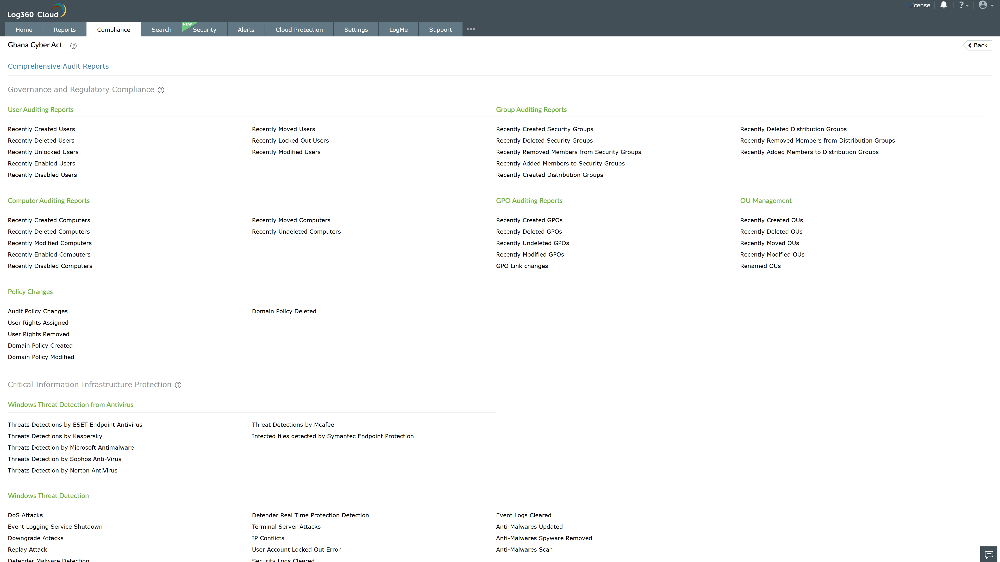 Log360 Cloud
License
Home
Reports
Compliance
Search
NEW
Security
Alerts
Cloud Protection
Settings
LogMe
Support
Ghana Cyber Act
Back
Comprehensive Audit Reports
Governance and Regulatory Compliance
User Auditing Reports
Recently Created Users
Recently Deleted Users
Recently Unlocked Users
Recently Enabled Users
Recently Disabled Users
Recently Moved Users
Recently Locked Out Users
Recently Modified Users
Group Auditing Reports
Recently Created Security Groups
Recently Deleted Security Groups
Recently Removed Members from Security Groups
Recently Added Members to Security Groups
Recently Created Distribution Groups
Recently Deleted Distribution Groups
Recently Removed Members from Distribution Groups
Recently Added Members to Distribution Groups
Computer Auditing Reports
Recently Created Computers
Recently Deleted Computers
Recently Modified Computers
Recently Enabled Computers
Recently Disabled Computers
Recently Moved Computers
Recently Undeleted Computers
GPO Auditing Reports
Recently Created GPOs
Recently Deleted GPOs
Recently Undeleted GPOs
Recently Modified GPOs
GPO Link changes
OU Management
Recently Created OUs
Recently Deleted OUs
Recently Moved OUs
Recently Modified OUs
Renamed OUs
Policy Changes
Audit Policy Changes
User Rights Assigned
User Rights Removed
Domain Policy Created
Domain Policy Modified
Domain Policy Deleted
Critical Information Infrastructure Protection
Windows Threat Detection from Antivirus
Threats Detections by ESET Endpoint Antivirus
Threats Detections by Kaspersky
Threats Detection by Microsoft Antimalware
Threats Detection by Sophos Anti-Virus
Threats Detection by Norton AntiVirus
Threat Detections by Mcafee
Infected files detected by Symantec Endpoint Protection
Windows Threat Detection
DoS Attacks
Event Logging Service Shutdown
Downgrade Attacks
Replay Attack
Defender Malware Detection
Defender Real Time Protection Detection
Terminal Server Attacks
IP Conflicts
User Account Locked Out Error
Security Logs Cleared
Event Logs Cleared
Anti-Malwares Updated
Anti-Malwares Spyware Removed
Anti-Malwares Scan